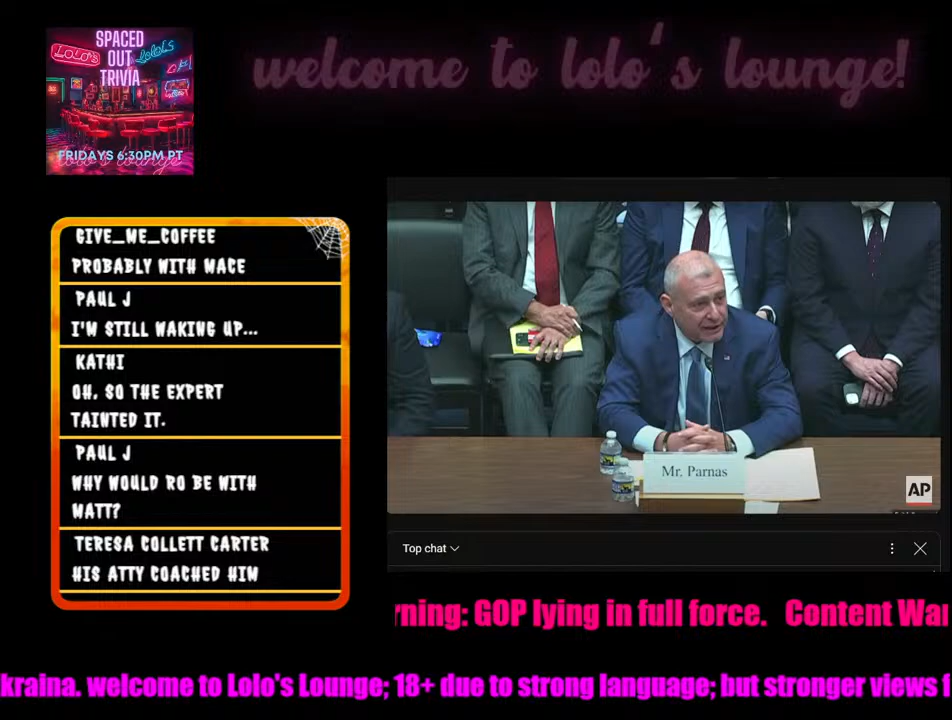 SPACED
OUT
TRIVIA
LOLO'S
FRIDAYS 6:30PM PT
lolo's lounge
welcome to lolo's lounge!
GIVE_ME_COFFEE
PROBABLY WITH MACE
PAUL J
I'M STILL WAKING UP...
KATHI
OH, SO THE EXPERT
TAINTED IT.
PAUL J
WHY WOULD RO BE WITH
MATT?
TERESA COLLETT CARTER
HIS ATTY COACHED HIM
Mr. Parnas
AP
Top chat
rning: GOP lying in full force. Content War
kraina. welcome to Lolo's Lounge; 18+ due to strong language; but stronger views f